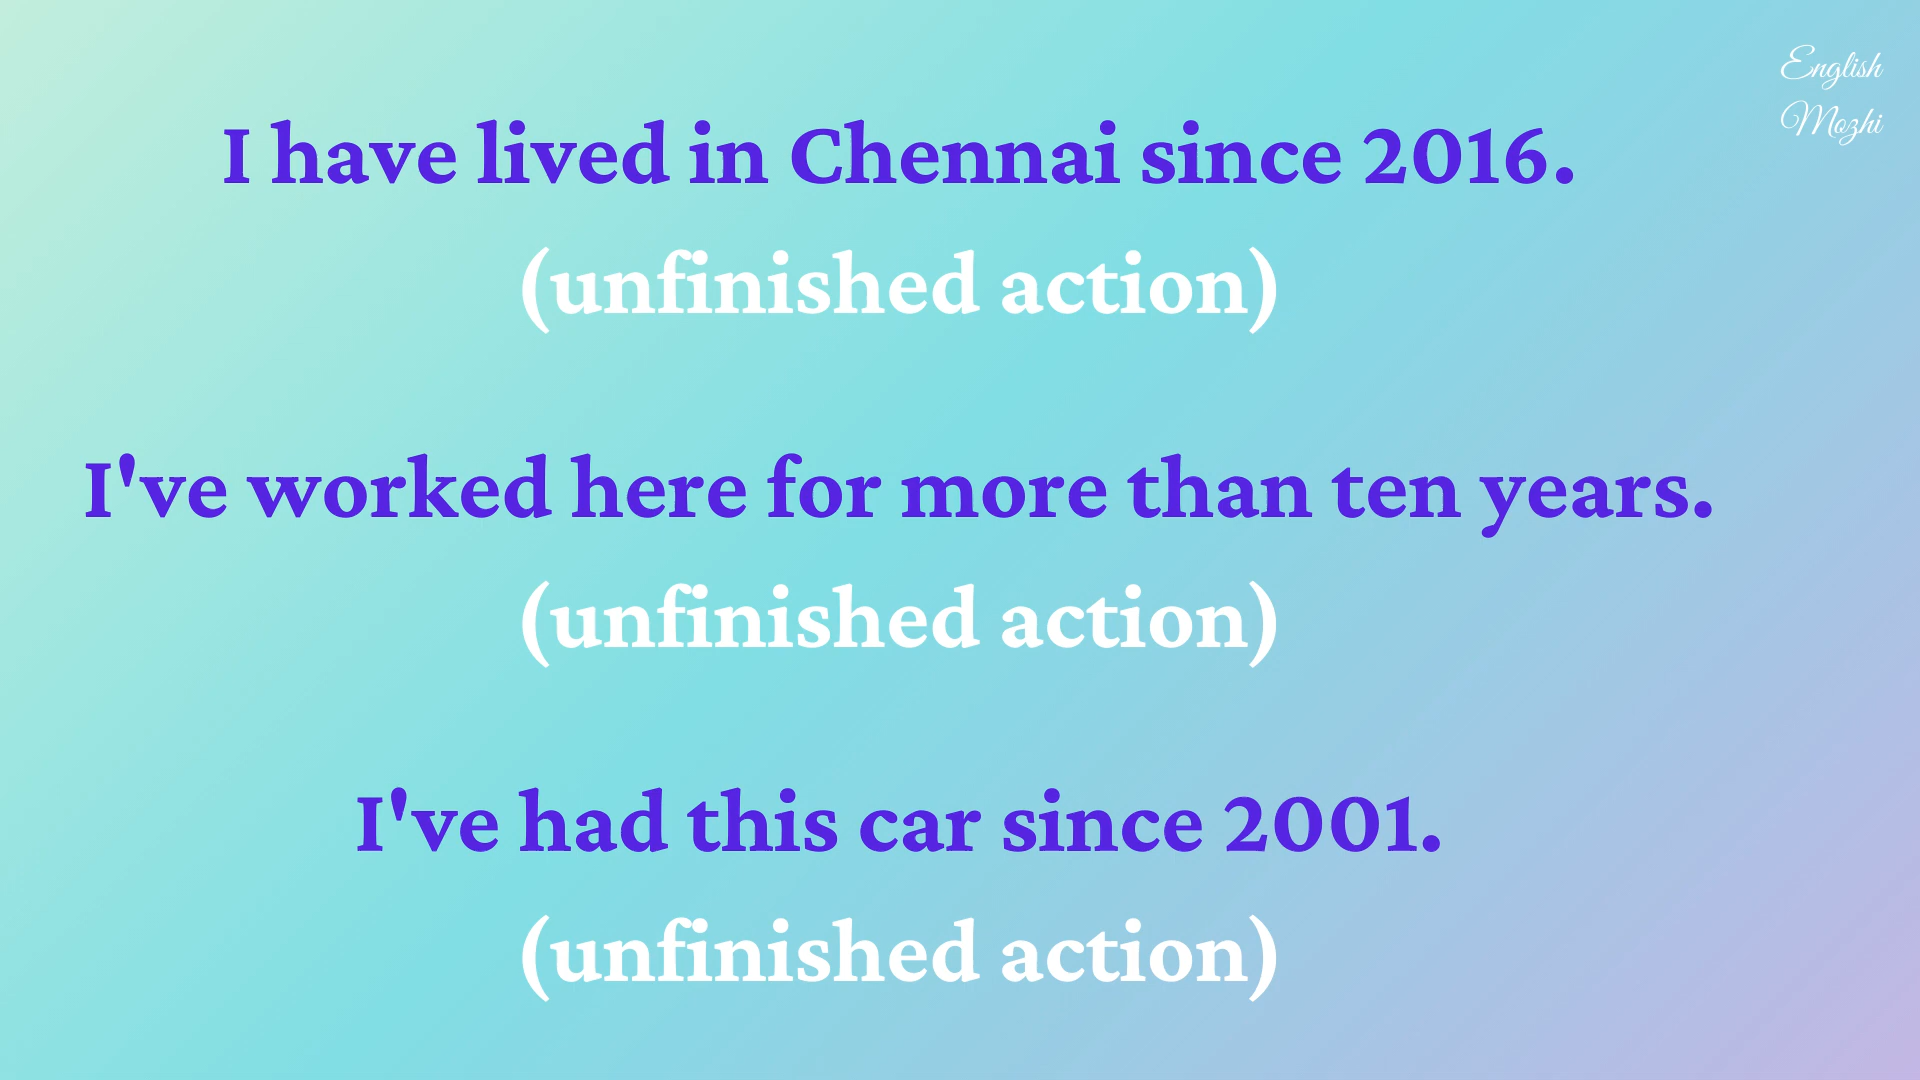 English
Mozhi
I have lived in Chennai since 2016.
(unfinished action)
I've worked here for more than ten years.
(unfinished action)
I've had this car since 2001.
(unfinished action)